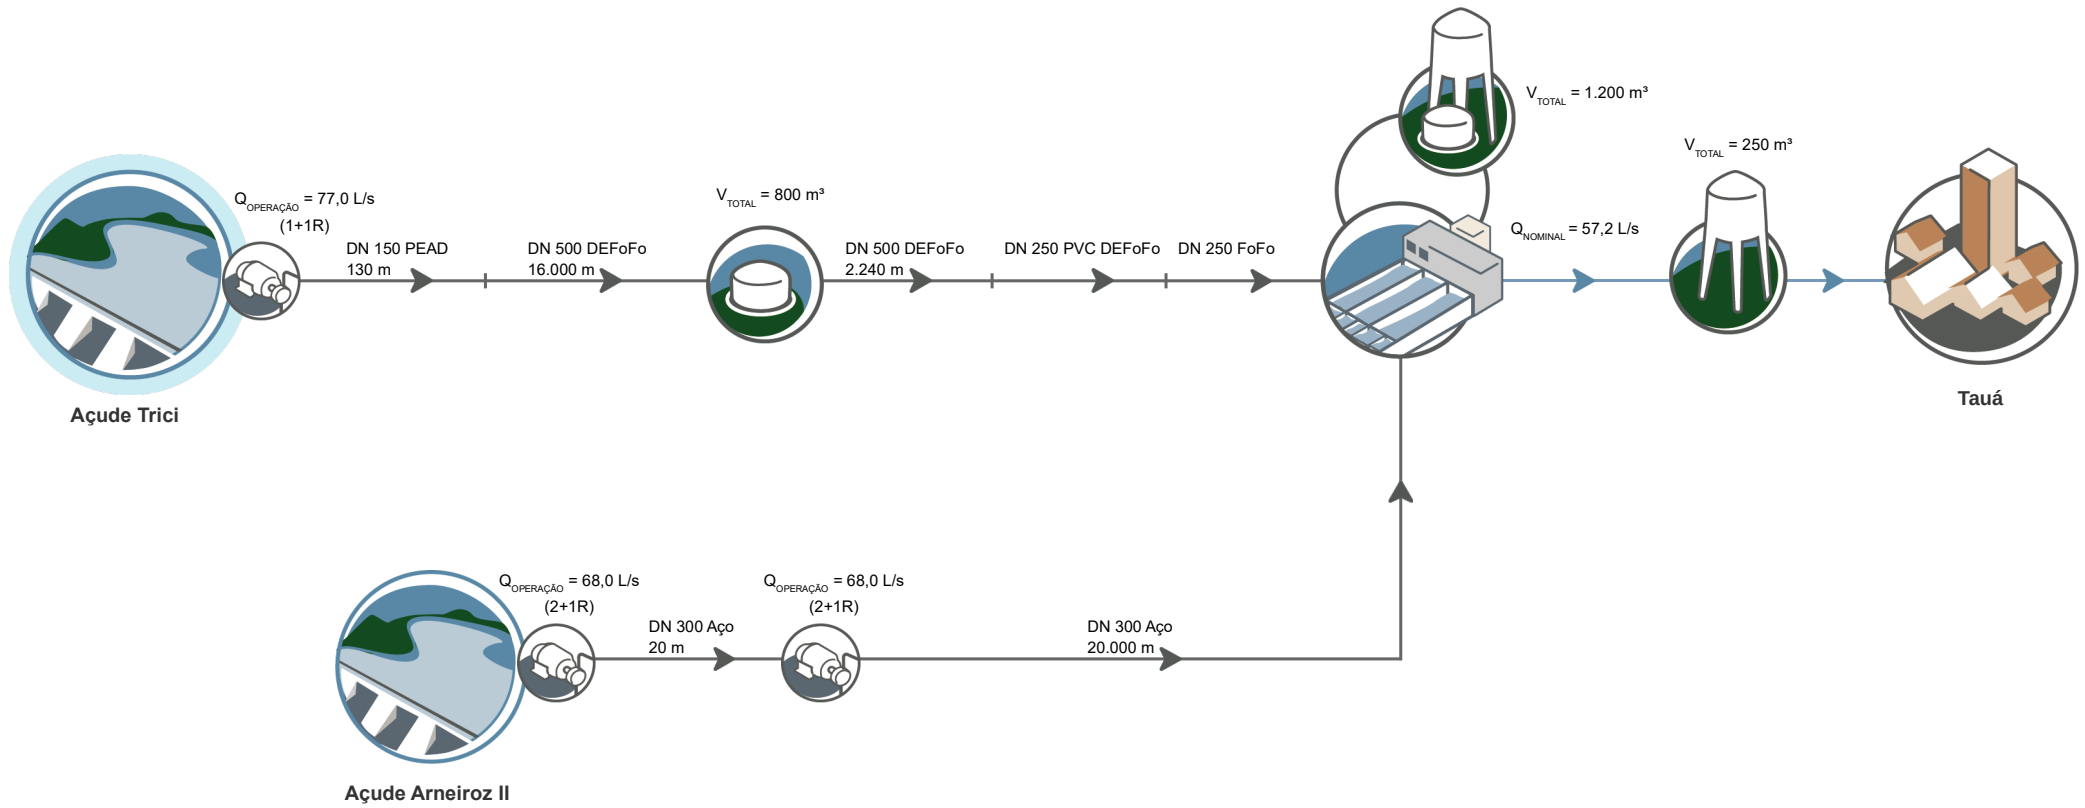 V_TOTAL = 1.200 m³
V_TOTAL = 250 m³
Q_OPERAÇÃO = 77,0 L/s
(1+1R)
V_TOTAL = 800 m³
Q_NOMINAL = 57,2 L/s
DN 150 PEAD
130 m
DN 500 DEFoFo
16.000 m
DN 500 DEFoFo
2.240 m
DN 250 PVC DEFoFo
DN 250 FoFo
Açude Trici
Tauá
Q_OPERAÇÃO = 68,0 L/s
(2+1R)
Q_OPERAÇÃO = 68,0 L/s
(2+1R)
DN 300 Aço
20 m
DN 300 Aço
20.000 m
Açude Arneiroz II